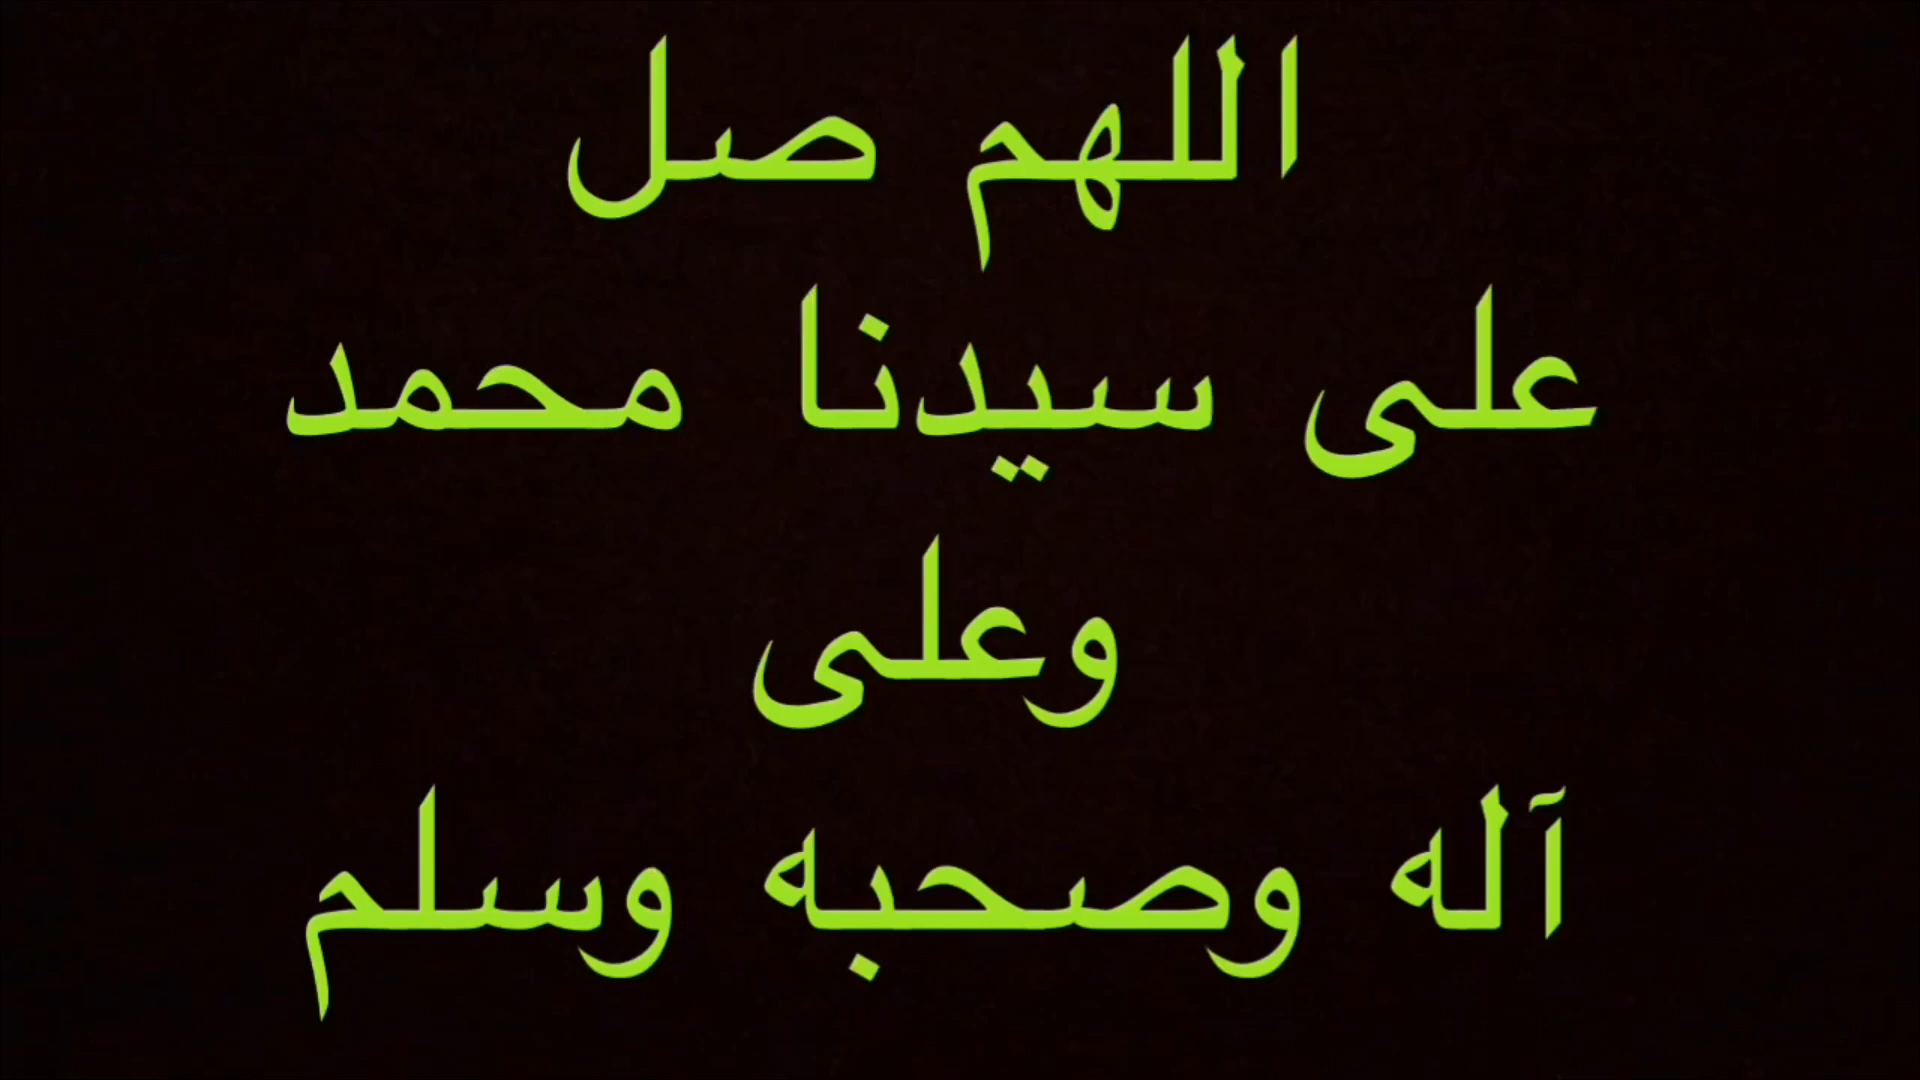 اللهم صل
على سيدنا محمد
وعلى
آله وصحبه وسلم